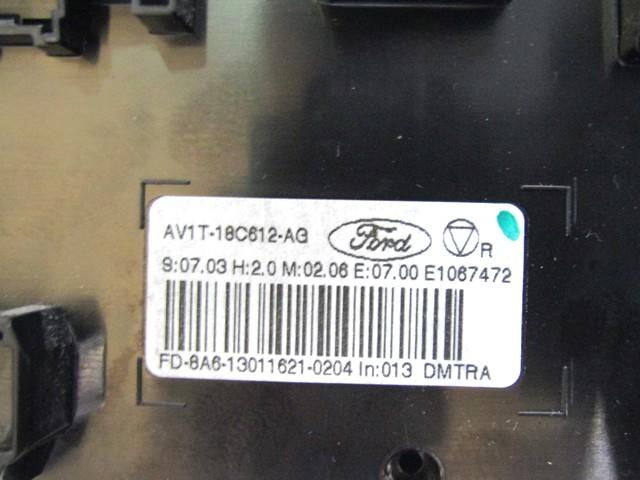 AV1T-18C612-AG Ford R
S:07.03 H:2.0 M:02.06 E:07.00 E1067472
FD-8A6-13011621-0204 In:013 DMTRA